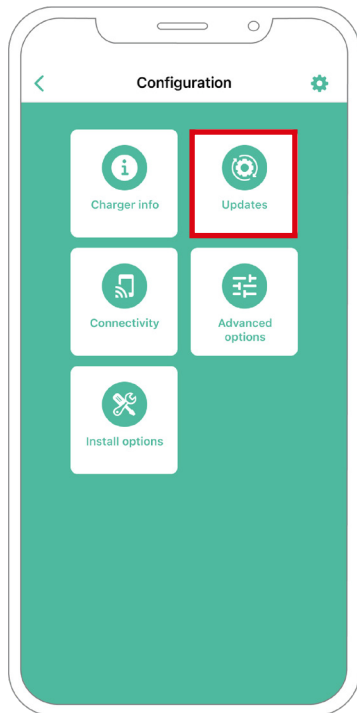 Configuration
Charger info
Updates
Connectivity
Advanced
options
Install options